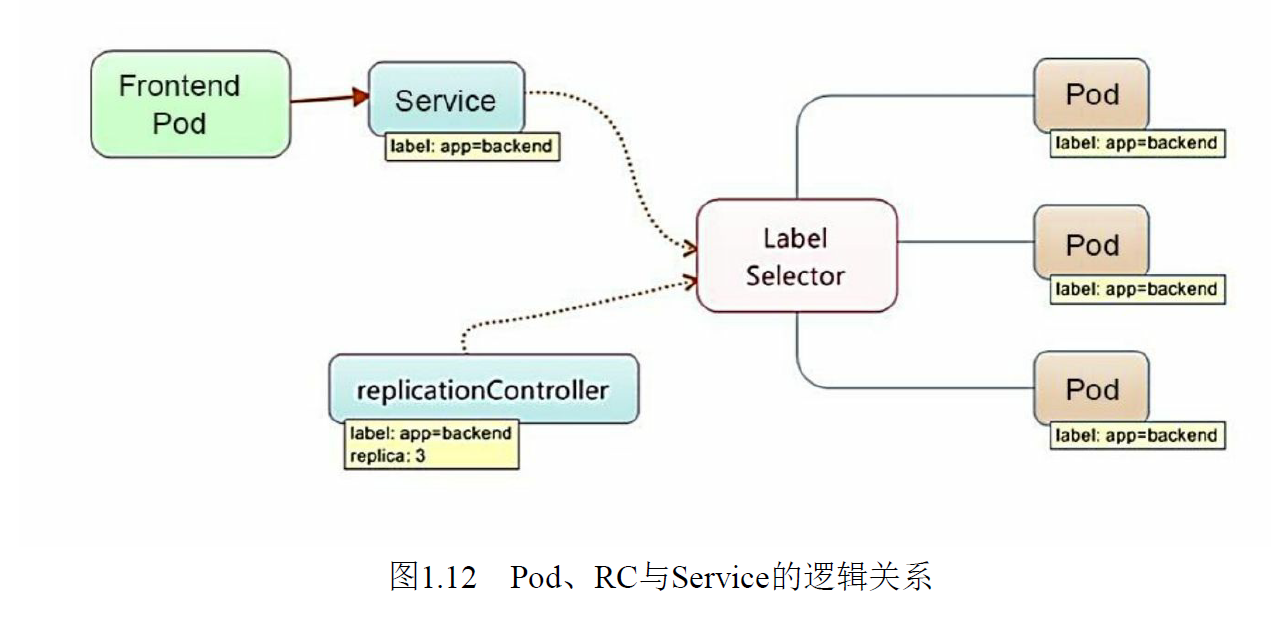 Frontend
Pod
Service
label: app=backend
Pod
label: app=backend
Label
Selector
Pod
label: app=backend
replicationController
label: app=backend
replica: 3
Pod
label: app=backend
图1.12 Pod、RC与Service的逻辑关系